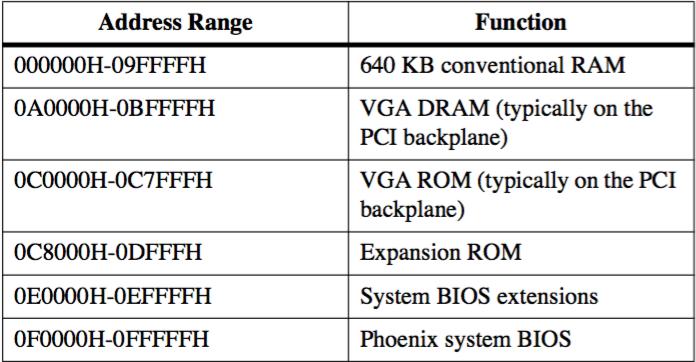 Address Range Function
000000H-09FFFFH 640 KB conventional RAM
0A0000H-0BFFFFH VGA DRAM (typically on the
PCI backplane)
0C0000H-0C7FFFH VGA ROM (typically on the PCI
backplane)
0C8000H-0DFFFH Expansion ROM
0E0000H-0EFFFFH System BIOS extensions
0F0000H-0FFFFFH Phoenix system BIOS